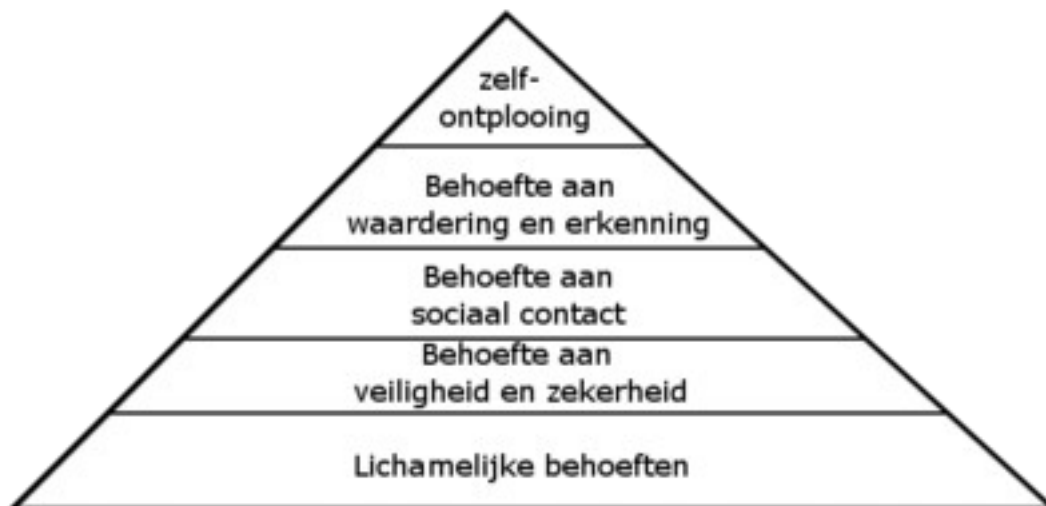 zelf-
ontplooing
Behoefte aan
waardering en erkenning
Behoefte aan
sociaal contact
Behoefte aan
veiligheid en zekerheid
Lichamelijke behoeften